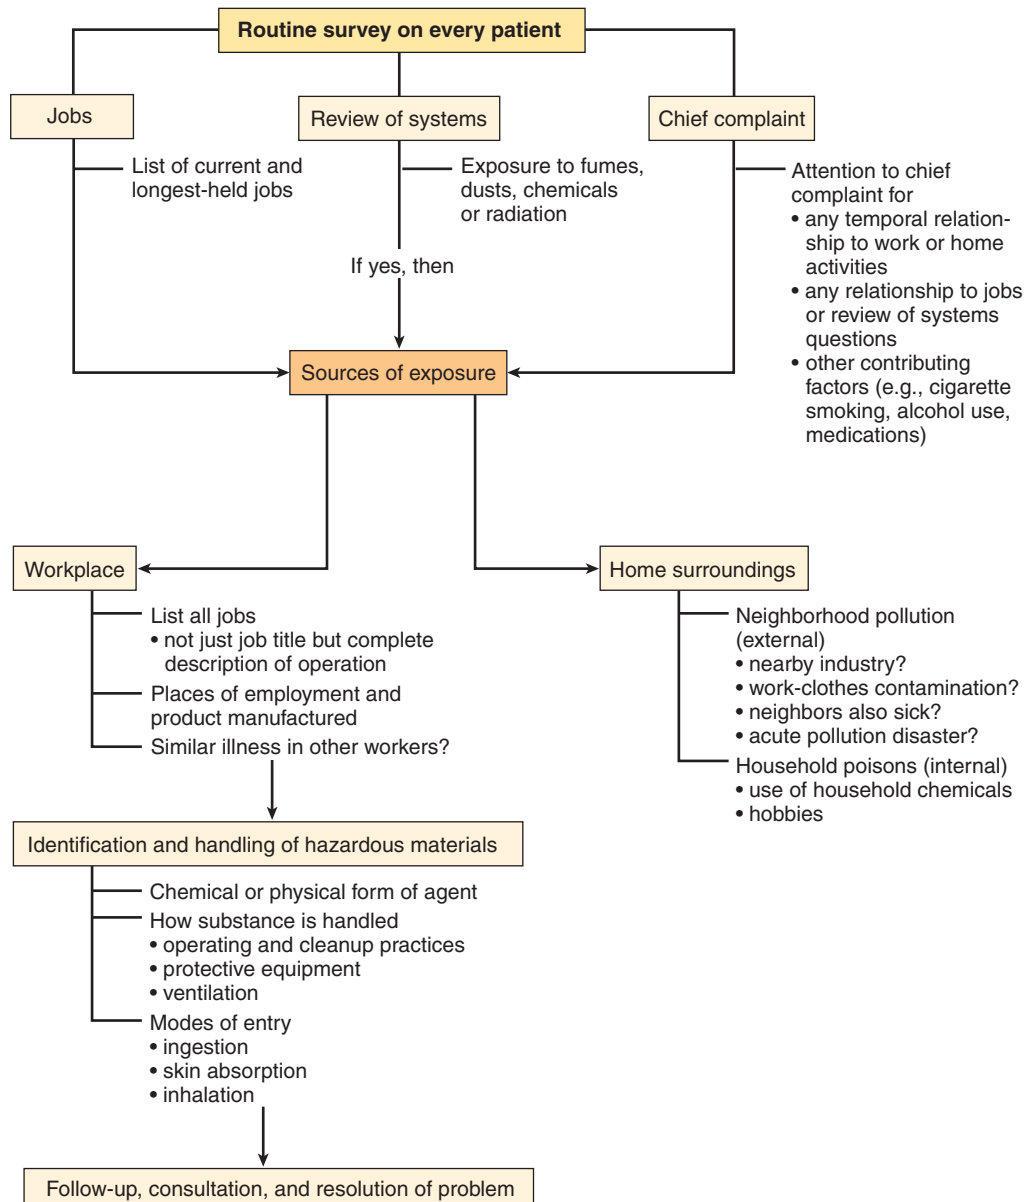 Routine survey on every patient
Jobs
List of current and
longest-held jobs
Review of systems
Exposure to fumes,
dusts, chemicals
or radiation
If yes, then
Chief complaint
Attention to chief
complaint for
• any temporal relation-
ship to work or home
activities
• any relationship to jobs
or review of systems
questions
• other contributing
factors (e.g., cigarette
smoking, alcohol use,
medications)
Sources of exposure
Workplace
List all jobs
• not just job title but complete
description of operation
Places of employment and
product manufactured
Similar illness in other workers?
Home surroundings
Neighborhood pollution
(external)
• nearby industry?
• work-clothes contamination?
• neighbors also sick?
• acute pollution disaster?
Household poisons (internal)
• use of household chemicals
• hobbies
Identification and handling of hazardous materials
Chemical or physical form of agent
How substance is handled
• operating and cleanup practices
• protective equipment
• ventilation
Modes of entry
• ingestion
• skin absorption
• inhalation
Follow-up, consultation, and resolution of problem